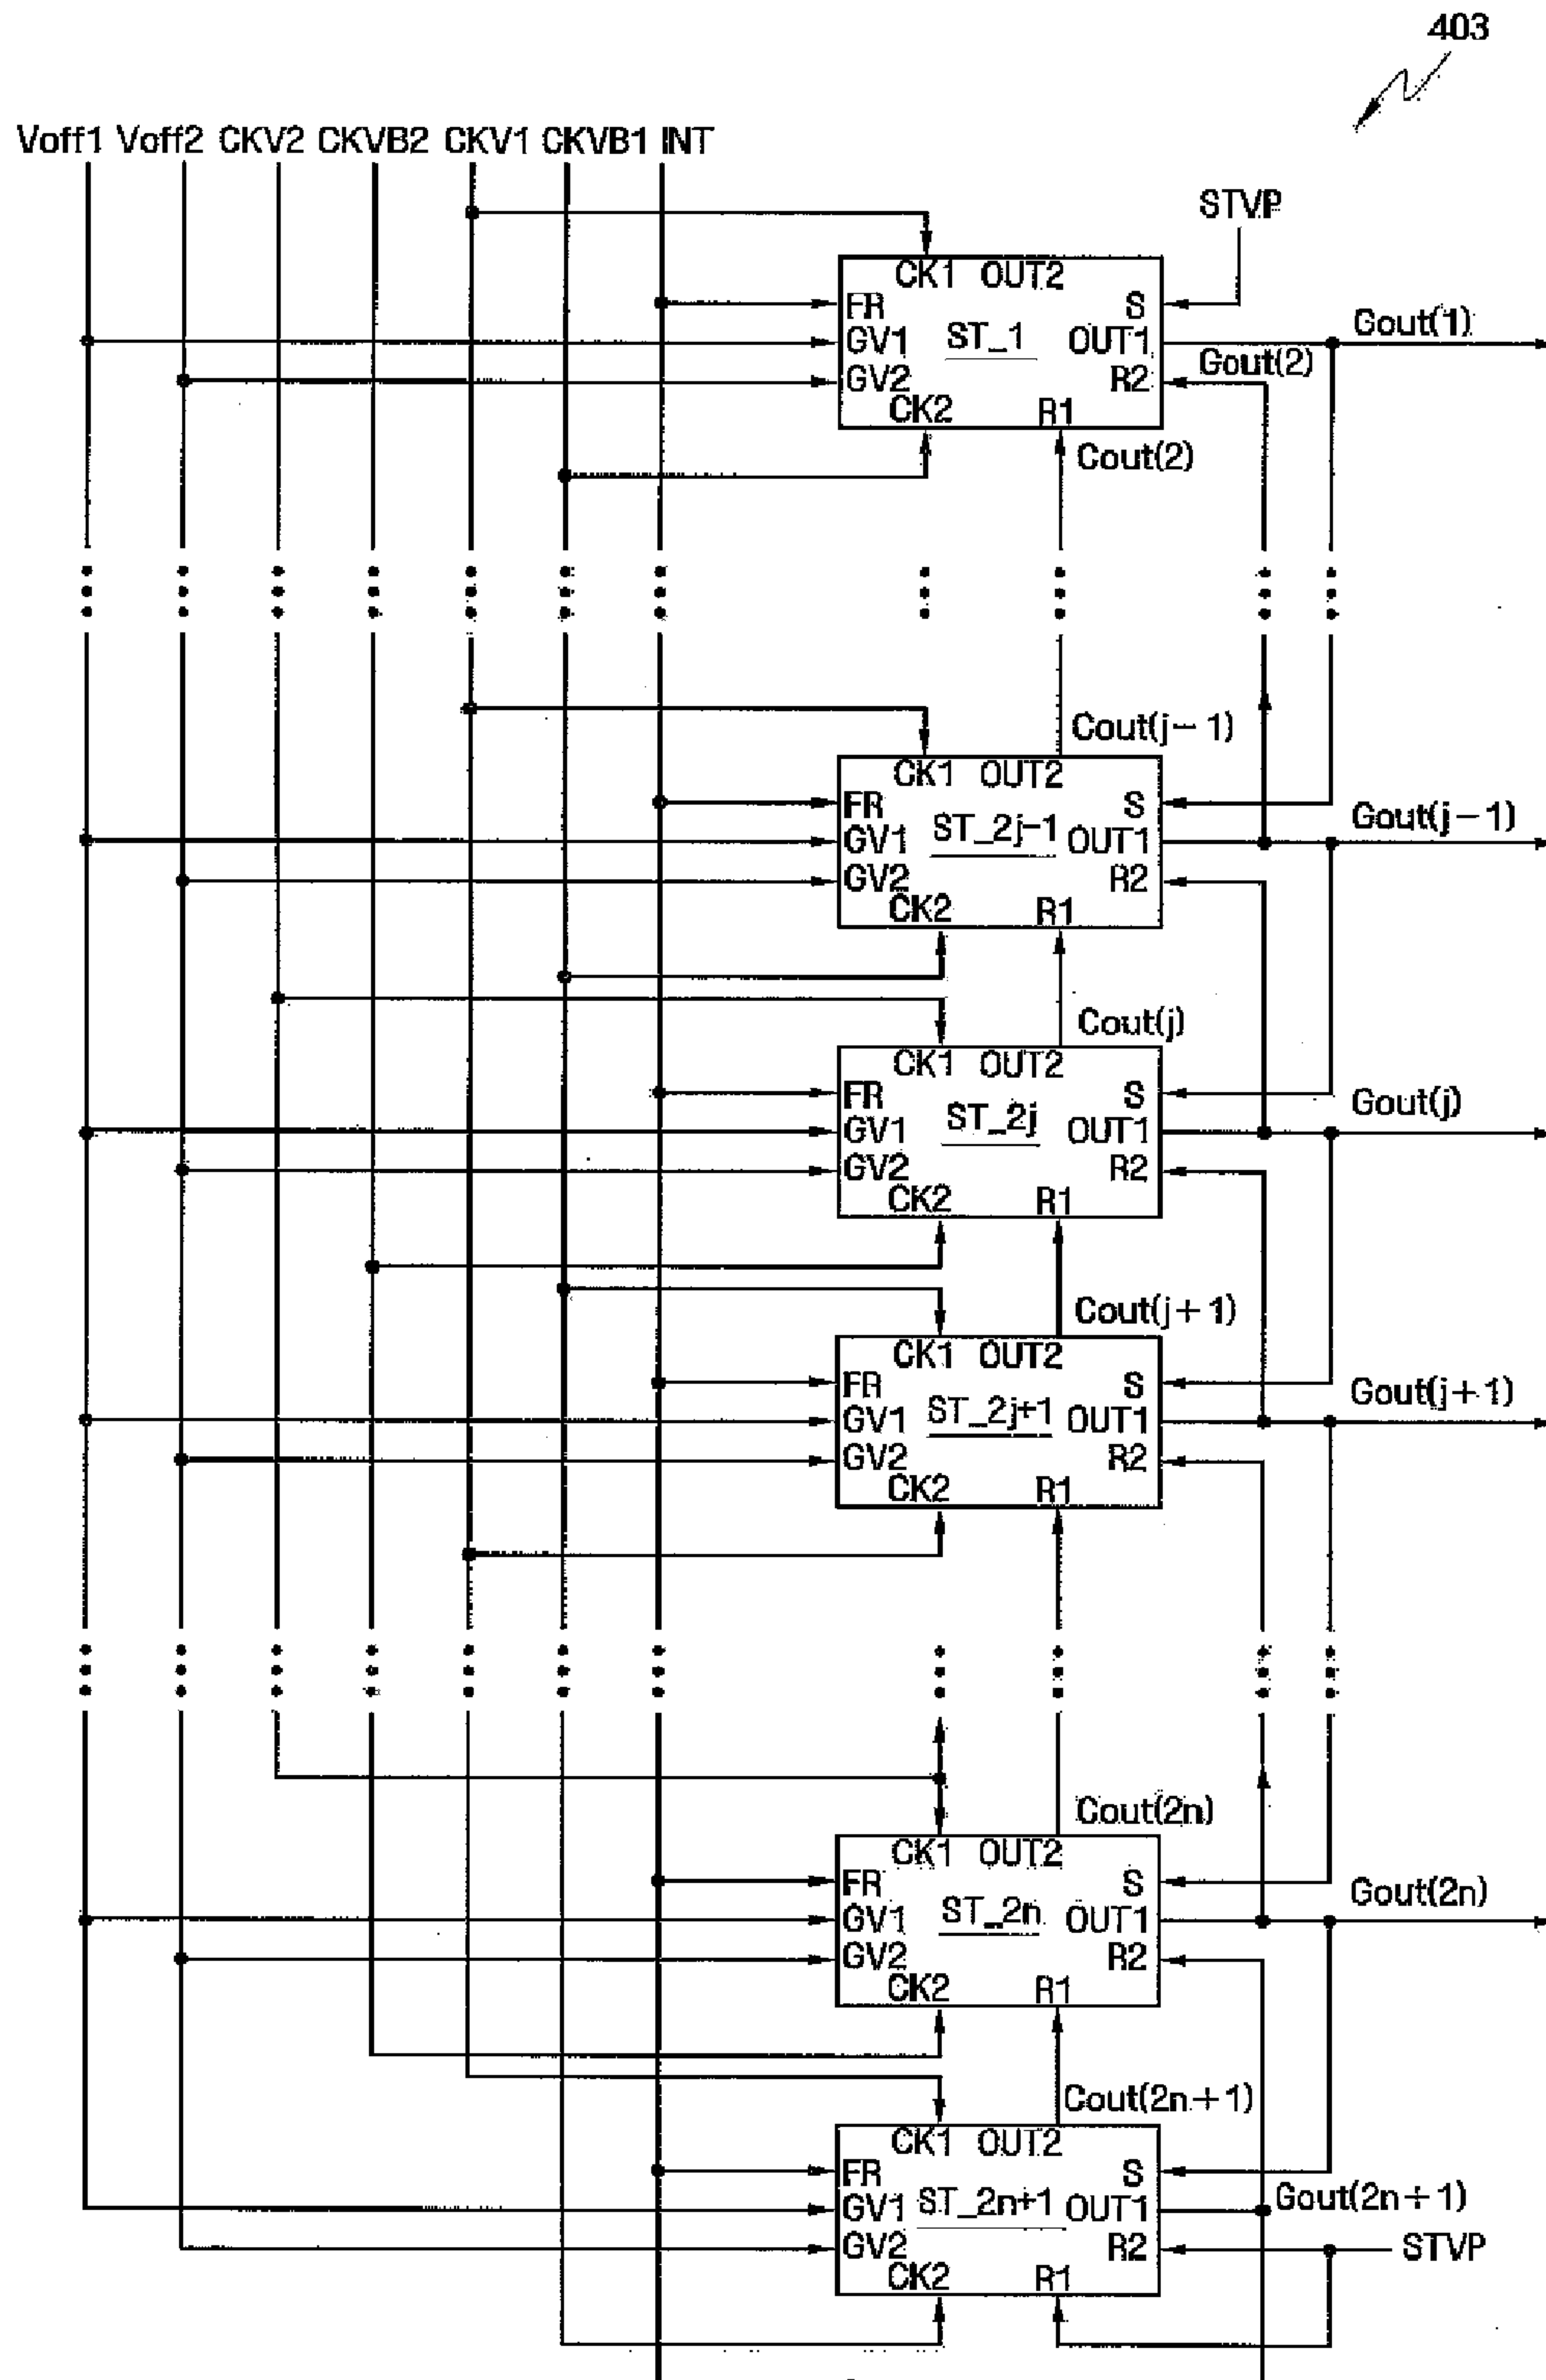 403
Voff1 Voff2 CKV2 CKVB2 CKV1 CKVB1 INT
STVP
CK1 OUT2
FR S
GV1 ST_1 OUT1 Gout(1)
GV2 R2 Gout(2)
CK2 R1
Cout(2)
Cout(j-1)
CK1 OUT2
FR S
GV1 ST_2j-1 OUT1 Gout(j-1)
GV2 R2
CK2 R1
Cout(j)
CK1 OUT2
FR S
GV1 ST_2j OUT1 Gout(j)
GV2 R2
CK2 R1
Cout(j+1)
CK1 OUT2
FR S
GV1 ST_2j+1 OUT1 Gout(j+1)
GV2 R2
CK2 R1
Cout(2n)
CK1 OUT2
FR S
GV1 ST_2n OUT1 Gout(2n)
GV2 R2
CK2 R1
Cout(2n+1)
CK1 OUT2
FR S
GV1 ST_2n+1 OUT1 Gout(2n+1)
GV2 R2 STVP
CK2 R1